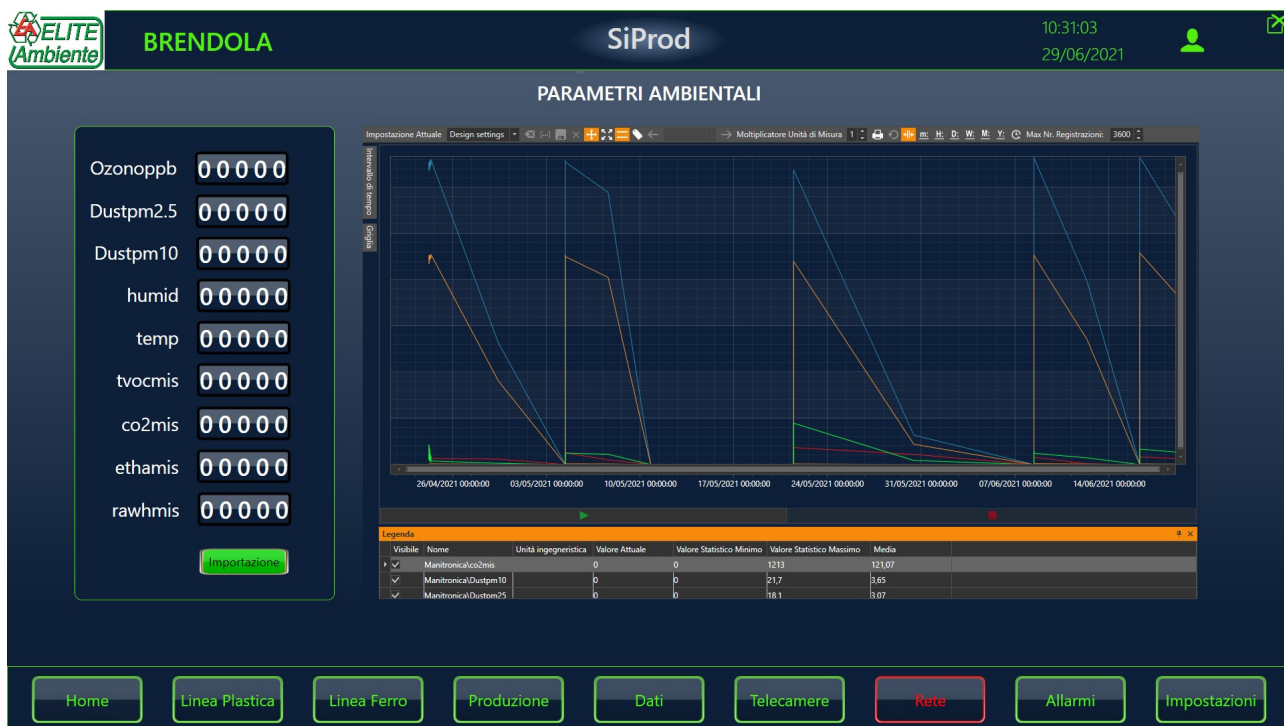 ELITE
Ambiente
BRENDOLA
SiProd
10:31:03
29/06/2021
PARAMETRI AMBIENTALI
Ozonoppb 00000
Dustpm2.5 00000
Dustpm10 00000
humid 00000
temp 00000
tvocmis 00000
co2mis 00000
ethamis 00000
rawhmis 00000
Importazione
Impostazione Attuale Design settings Moltiplicatore Unità di Misura 1 m: H: D: W: M: Y: Max Nr. Registrazioni: 3600
Intervallo di tempo
Griglia
26/04/2021 00:00:00 03/05/2021 00:00:00 10/05/2021 00:00:00 17/05/2021 00:00:00 24/05/2021 00:00:00 31/05/2021 00:00:00 07/06/2021 00:00:00 14/06/2021 00:00:00
Legenda
Visibile Nome Unità ingegneristica Valore Attuale Valore Statistico Minimo Valore Statistico Massimo Media
Manitronica\co2mis 0 0 1213 121,07
Manitronica\Dustpm10 0 0 21,7 3,65
Manitronica\Dustpm25 0 0 18,1 3,07
Home Linea Plastica Linea Ferro Produzione Dati Telecamere Rete Allarmi Impostazioni